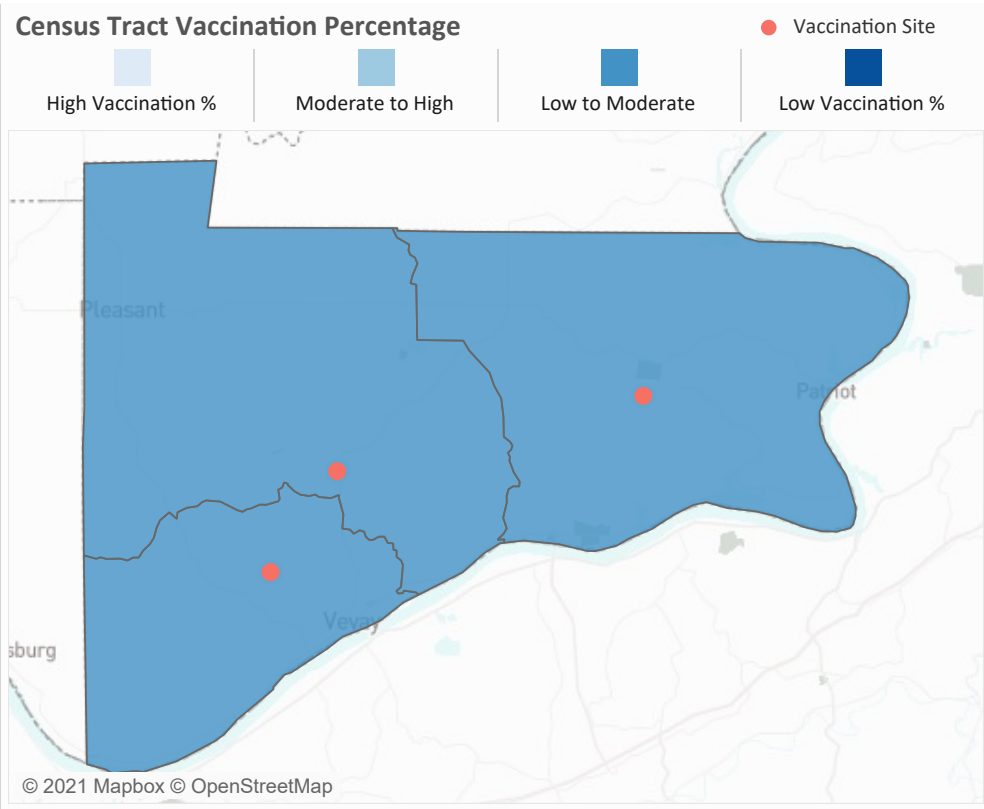 Census Tract Vaccination Percentage
Vaccination Site
High Vaccination %
Moderate to High
Low to Moderate
Low Vaccination %
Pleasant
Patriot
Vevay
sburg
© 2021 Mapbox © OpenStreetMap